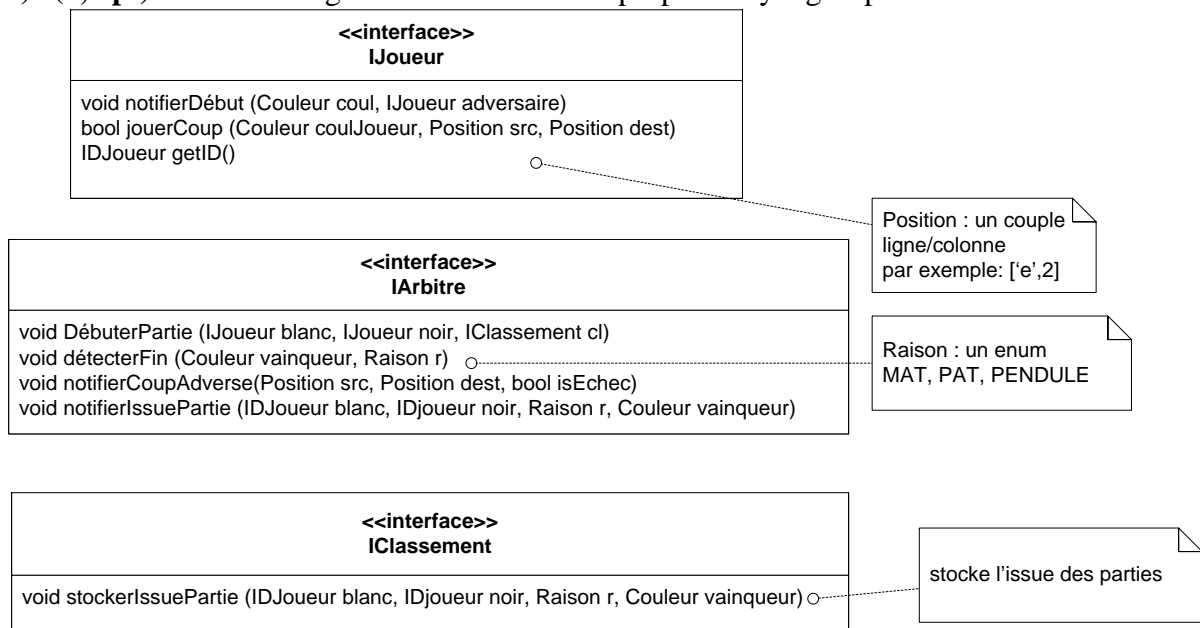 <<interface>>
IJoueur
void notifierDébut (Couleur coul, IJoueur adversaire)
bool jouerCoup (Couleur coulJoueur, Position src, Position dest)
IDJoueur getID()
Position : un couple
ligne/colonne
par exemple: [‘e’,2]
<<interface>>
IArbitre
void DébuterPartie (IJoueur blanc, IJoueur noir, IClassement cl)
void détecterFin (Couleur vainqueur, Raison r)
void notifierCoupAdverse(Position src, Position dest, bool isEchec)
void notifierIssuePartie (IDJoueur blanc, IDjoueur noir, Raison r, Couleur vainqueur)
Raison : un enum
MAT, PAT, PENDULE
<<interface>>
IClassement
void stockerIssuePartie (IDJoueur blanc, IDjoueur noir, Raison r, Couleur vainqueur)
stocke l’issue des parties